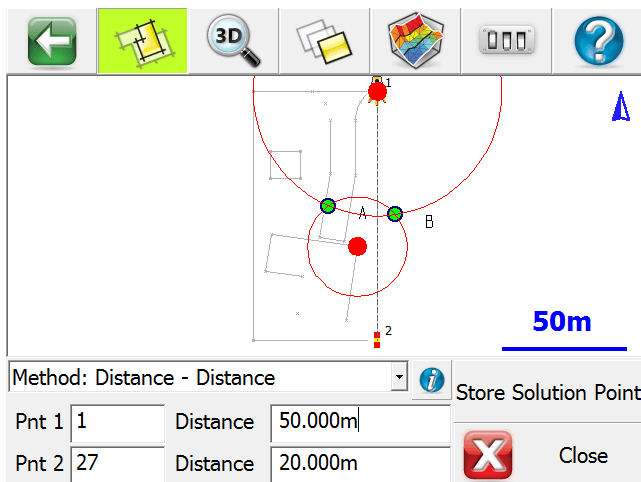 3D
1
A
B
50m
2
Method: Distance - Distance
Store Solution Point
Pnt 1 1 Distance 50.000m
Pnt 2 27 Distance 20.000m
Close